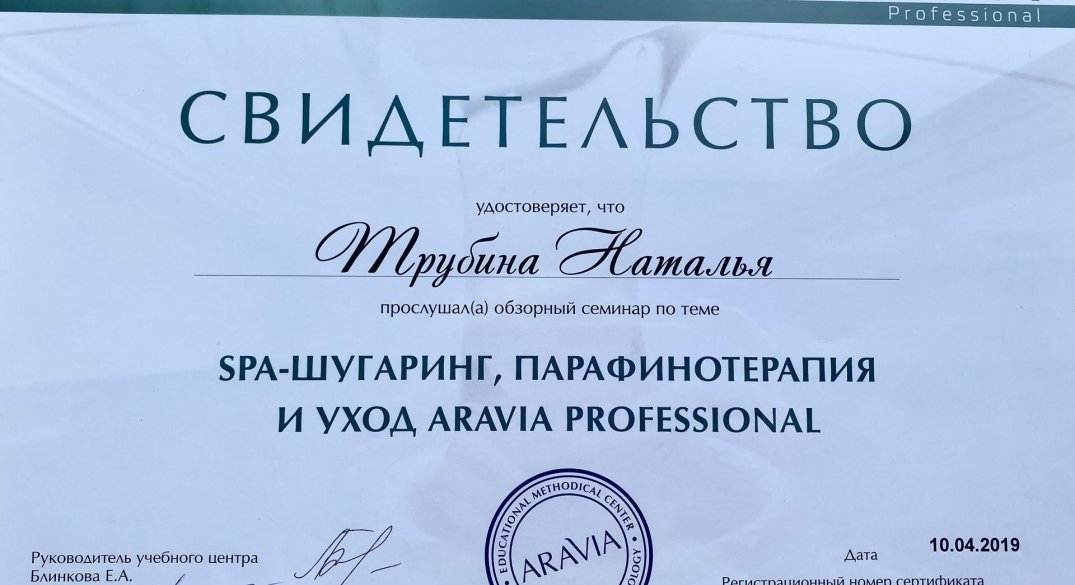 Professional
СВИДЕТЕЛЬСТВО
удостоверяет, что
Трубина Наталья
прослушал(а) обзорный семинар по теме
SPA-ШУГАРИНГ, ПАРАФИНОТЕРАПИЯ
И УХОД ARAVIA PROFESSIONAL
EDUCATIONAL METHODICAL CENTER
ARAVIA
Руководитель учебного центра
Блинкова Е.А.
Дата 10.04.2019
Регистрационный номер сертификата